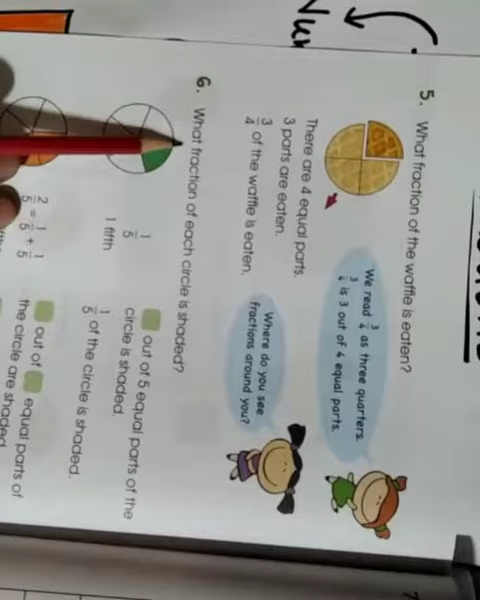 5. What fraction of the waffle is eaten?
We read 3/4 as three quarters.
3/4 is 3 out of 4 equal parts.
There are 4 equal parts.
3 parts are eaten.
3/4 of the waffle is eaten.
Where do you see
fractions around you?
6. What fraction of each circle is shaded?
1/5
1 fifth
out of 5 equal parts of the
circle is shaded.
1/5 of the circle is shaded.
2/5 = 1/5 + 1/5
out of equal parts of
the circle are shaded